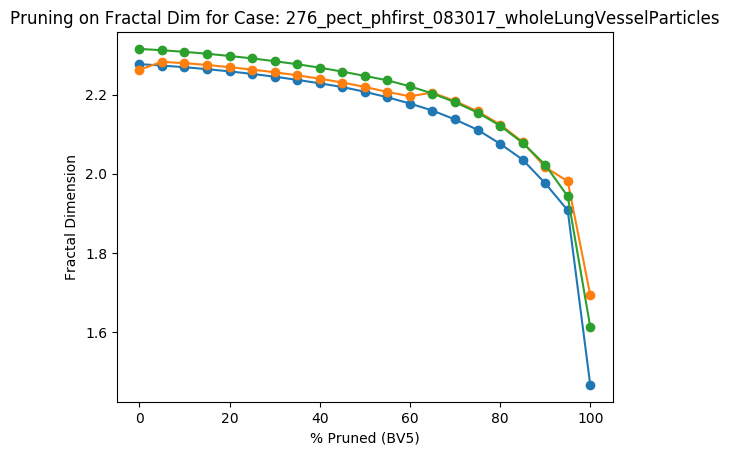 Pruning on Fractal Dim for Case: 276_pect_phfirst_083017_wholeLungVesselParticles
Fractal Dimension
2.2
2.0
1.8
1.6
0 20 40 60 80 100
% Pruned (BV5)